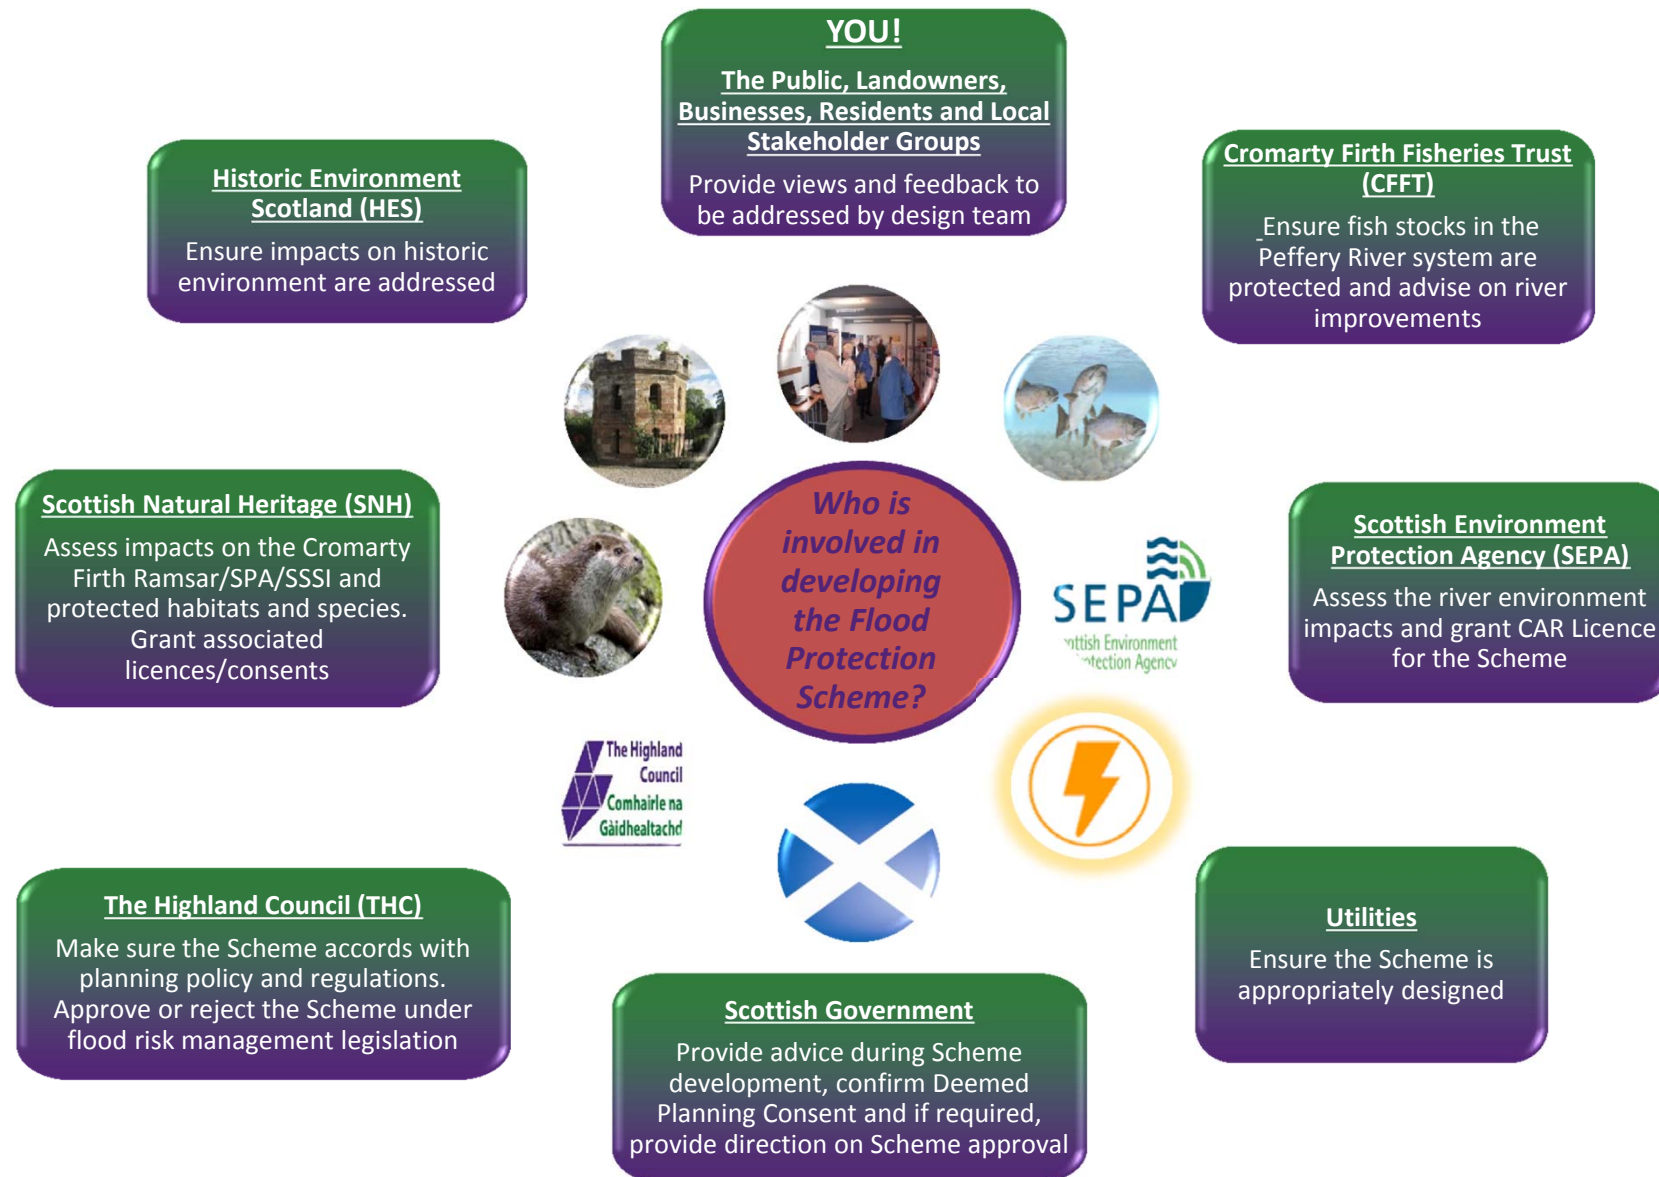 YOU!
The Public, Landowners,
Businesses, Residents and Local
Stakeholder Groups
Provide views and feedback to
be addressed by design team
Historic Environment
Scotland (HES)
Ensure impacts on historic
environment are addressed
Cromarty Firth Fisheries Trust
(CFFT)
Ensure fish stocks in the
Peffery River system are
protected and advise on river
improvements
Scottish Natural Heritage (SNH)
Assess impacts on the Cromarty
Firth Ramsar/SPA/SSSI and
protected habitats and species.
Grant associated
licences/consents
Who is
involved in
developing
the Flood
Protection
Scheme?
SEPA
ottish Environment
otection Agency
Scottish Environment
Protection Agency (SEPA)
Assess the river environment
impacts and grant CAR Licence
for the Scheme
The Highland
Council
Comhairle na
Gàidhealtachd
The Highland Council (THC)
Make sure the Scheme accords with
planning policy and regulations.
Approve or reject the Scheme under
flood risk management legislation
Scottish Government
Provide advice during Scheme
development, confirm Deemed
Planning Consent and if required,
provide direction on Scheme approval
Utilities
Ensure the Scheme is
appropriately designed